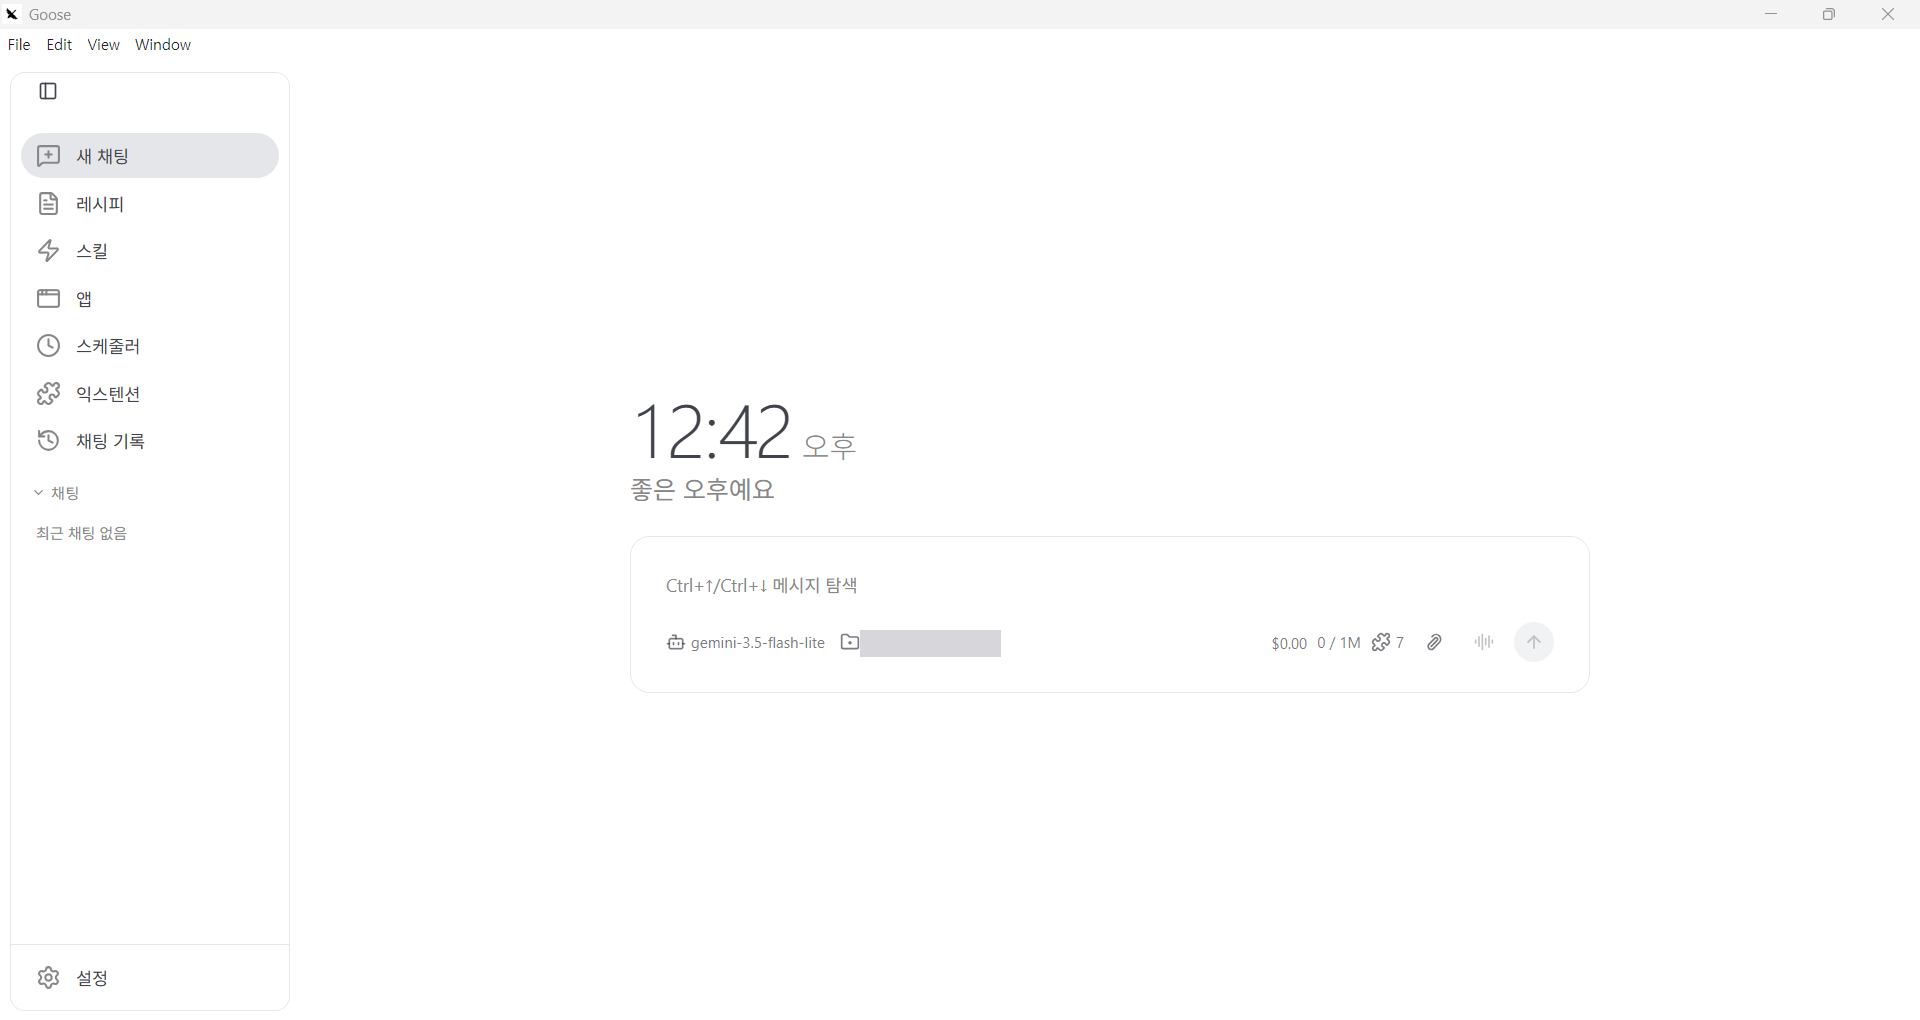 Goose
File Edit View Window
새 채팅
레시피
스킬
앱
스케줄러
익스텐션
채팅 기록
채팅
최근 채팅 없음
설정
12:42 오후
좋은 오후예요
Ctrl+↑/Ctrl+↓ 메시지 탐색
gemini-3.5-flash-lite $0.00 0 / 1M 7